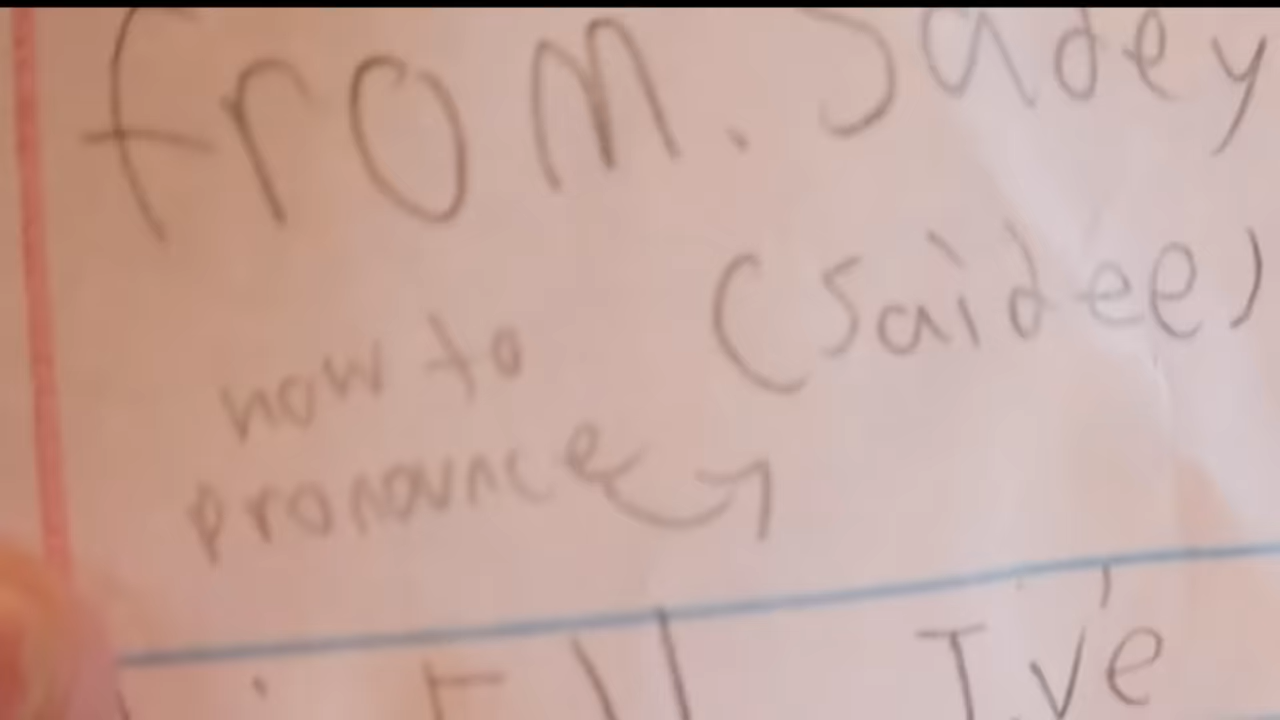 from. Sadey
(Saidee)
how to
pronounce
I've